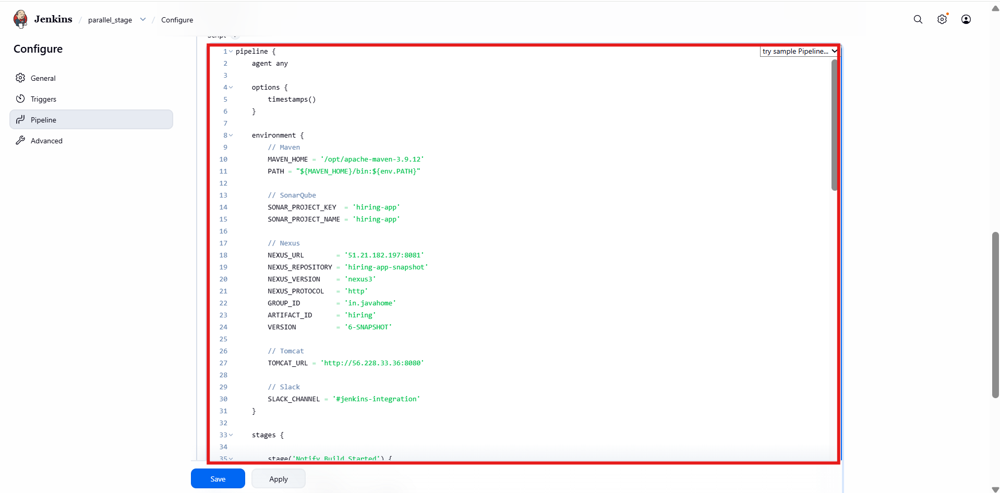 Jenkins / parallel_stage / Configure
Configure
General
Triggers
Pipeline
Advanced
Script ?
try sample Pipeline...
1 pipeline {
2     agent any
3
4     options {
5         timestamps()
6     }
7
8     environment {
9         // Maven
10         MAVEN_HOME = '/opt/apache-maven-3.9.12'
11         PATH = "${MAVEN_HOME}/bin:${env.PATH}"
12
13         // SonarQube
14         SONAR_PROJECT_KEY  = 'hiring-app'
15         SONAR_PROJECT_NAME = 'hiring-app'
16
17         // Nexus
18         NEXUS_URL        = '51.21.182.197:8081'
19         NEXUS_REPOSITORY = 'hiring-app-snapshot'
20         NEXUS_VERSION    = 'nexus3'
21         NEXUS_PROTOCOL   = 'http'
22         GROUP_ID         = 'in.javahome'
23         ARTIFACT_ID      = 'hiring'
24         VERSION          = '6-SNAPSHOT'
25
26         // Tomcat
27         TOMCAT_URL = 'http://56.228.33.36:8080'
28
29         // Slack
30         SLACK_CHANNEL = '#jenkins-integration'
31     }
32
33     stages {
34
35         stage('Notify Build Started') {
Save
Apply